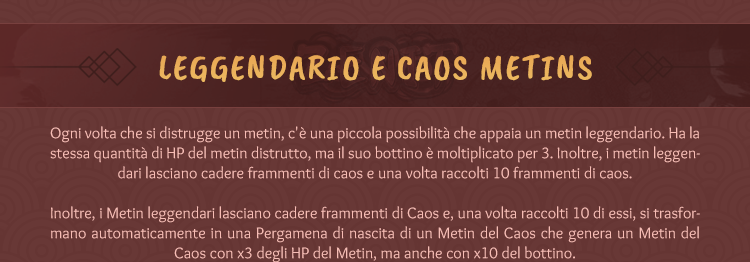 LEGGENDARIO E CAOS METINS
Ogni volta che si distrugge un metin, c'è una piccola possibilità che appaia un metin leggendario. Ha la
stessa quantità di HP del metin distrutto, ma il suo bottino è moltiplicato per 3. Inoltre, i metin leggen-
dari lasciano cadere frammenti di caos e una volta raccolti 10 frammenti di caos.
Inoltre, i Metin leggendari lasciano cadere frammenti di Caos e, una volta raccolti 10 di essi, si trasfor-
mano automaticamente in una Pergamena di nascita di un Metin del Caos che genera un Metin del
Caos con x3 degli HP del Metin, ma anche con x10 del bottino.